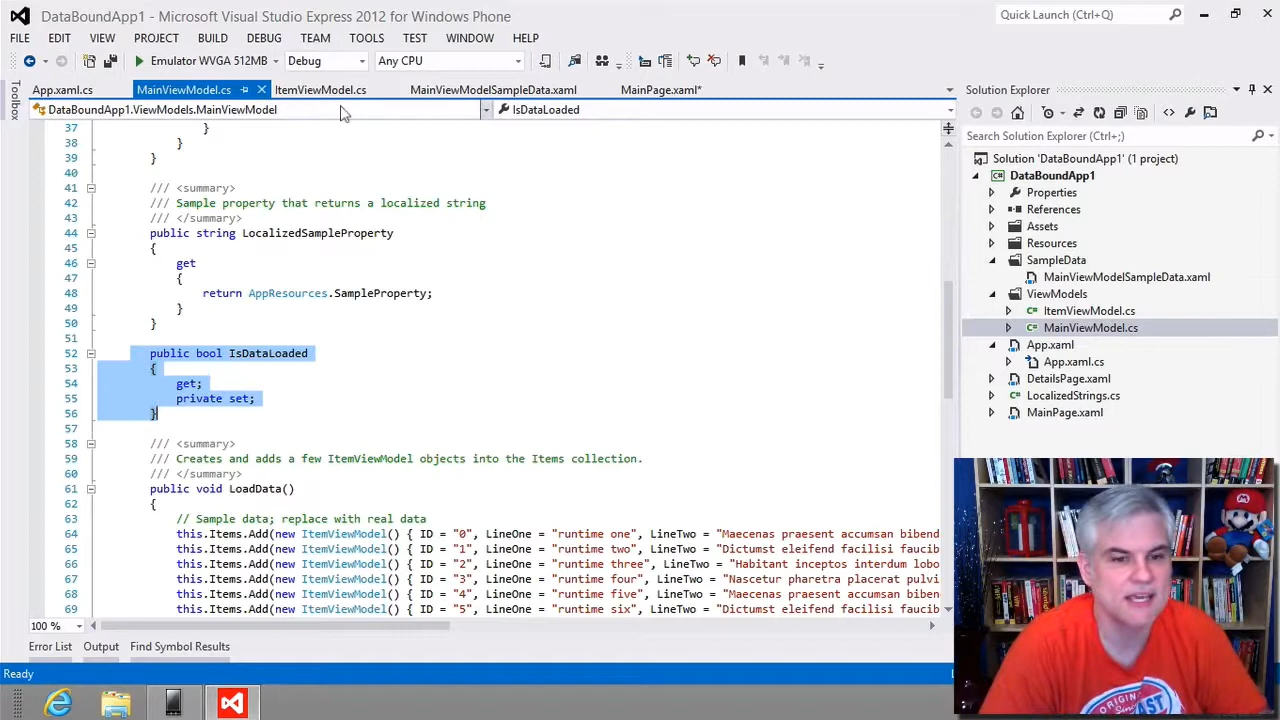 DataBoundApp1 - Microsoft Visual Studio Express 2012 for Windows Phone
Quick Launch (Ctrl+Q)
FILE EDIT VIEW PROJECT BUILD DEBUG TEAM TOOLS TEST WINDOW HELP
Emulator WVGA 512MB Debug Any CPU
Toolbox
App.xaml.cs MainViewModel.cs ItemViewModel.cs MainViewModelSampleData.xaml MainPage.xaml*
DataBoundApp1.ViewModels.MainViewModel IsDataLoaded
37 }
38 }
39 }
40
41 /// <summary>
42 /// Sample property that returns a localized string
43 /// </summary>
44 public string LocalizedSampleProperty
45 {
46 get
47 {
48 return AppResources.SampleProperty;
49 }
50 }
51
52 public bool IsDataLoaded
53 {
54 get;
55 private set;
56 }
57
58 /// <summary>
59 /// Creates and adds a few ItemViewModel objects into the Items collection.
60 /// </summary>
61 public void LoadData()
62 {
63 // Sample data; replace with real data
64 this.Items.Add(new ItemViewModel() { ID = "0", LineOne = "runtime one", LineTwo = "Maecenas praesent accumsan bibend
65 this.Items.Add(new ItemViewModel() { ID = "1", LineOne = "runtime two", LineTwo = "Dictumst eleifend facilisi faucib
66 this.Items.Add(new ItemViewModel() { ID = "2", LineOne = "runtime three", LineTwo = "Habitant inceptos interdum lobo
67 this.Items.Add(new ItemViewModel() { ID = "3", LineOne = "runtime four", LineTwo = "Nascetur pharetra placerat pulvi
68 this.Items.Add(new ItemViewModel() { ID = "4", LineOne = "runtime five", LineTwo = "Maecenas praesent accumsan biben
69 this.Items.Add(new ItemViewModel() { ID = "5", LineOne = "runtime six", LineTwo = "Dictumst eleifend facilisi faucib
100 %
Error List Output Find Symbol Results
Ready
Solution Explorer
Search Solution Explorer (Ctrl+;)
Solution 'DataBoundApp1' (1 project)
DataBoundApp1
Properties
References
Assets
Resources
SampleData
MainViewModelSampleData.xaml
ViewModels
ItemViewModel.cs
MainViewModel.cs
App.xaml
App.xaml.cs
DetailsPage.xaml
LocalizedStrings.cs
MainPage.xaml
ORIGINAL